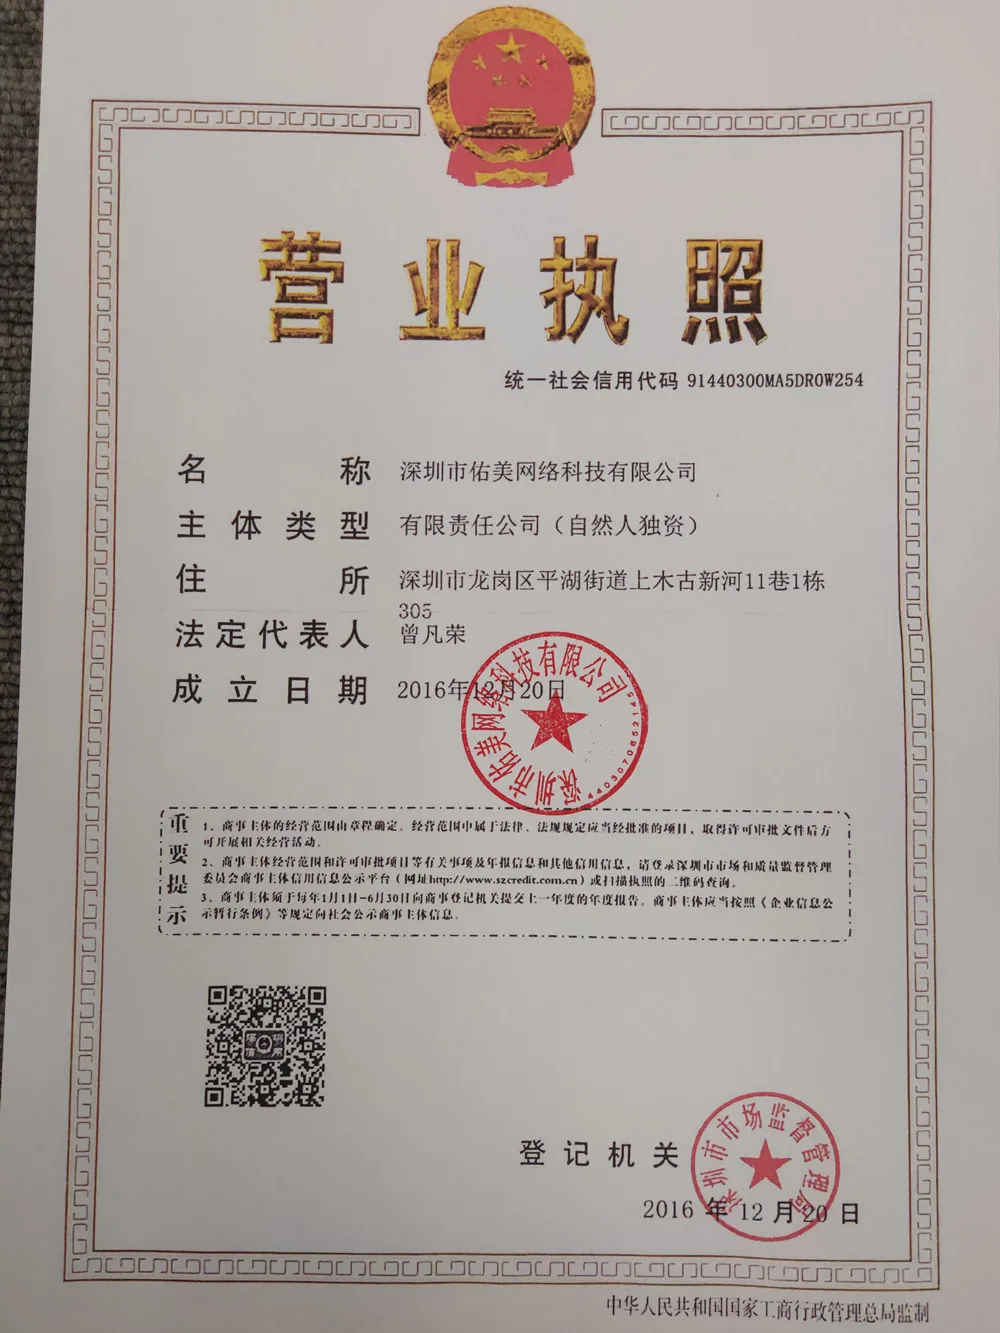 营业执照
统一社会信用代码 91440300MA5DR0W254
名称 深圳市佑美网络科技有限公司
主体类型 有限责任公司（自然人独资）
住所 深圳市龙岗区平湖街道上木古新河11巷1栋
305
法定代表人 曾凡荣
成立日期 2016年12月20日
深圳市佑美网络科技有限公司
重要提示
1、商事主体的经营范围由章程确定。经营范围中属于法律、法规规定应当经批准的项目，取得许可审批文件后方
可开展相关经营活动。
2、商事主体经营范围和许可审批项目等有关事项及年报信息和其他信用信息，请登录深圳市市场和质量监督管理
委员会商事主体信用信息公示平台（网址http://www.szcredit.com.cn）或扫描执照的二维码查询。
3、商事主体须于每年1月1日-6月30日向商事登记机关提交上一年度的年度报告。商事主体应当按照《企业信息公
示暂行条例》等规定向社会公示商事主体信息。
深圳信用
登记机关
深圳市市场监督管理局
2016 年 12 月 20 日
中华人民共和国国家工商行政管理总局监制